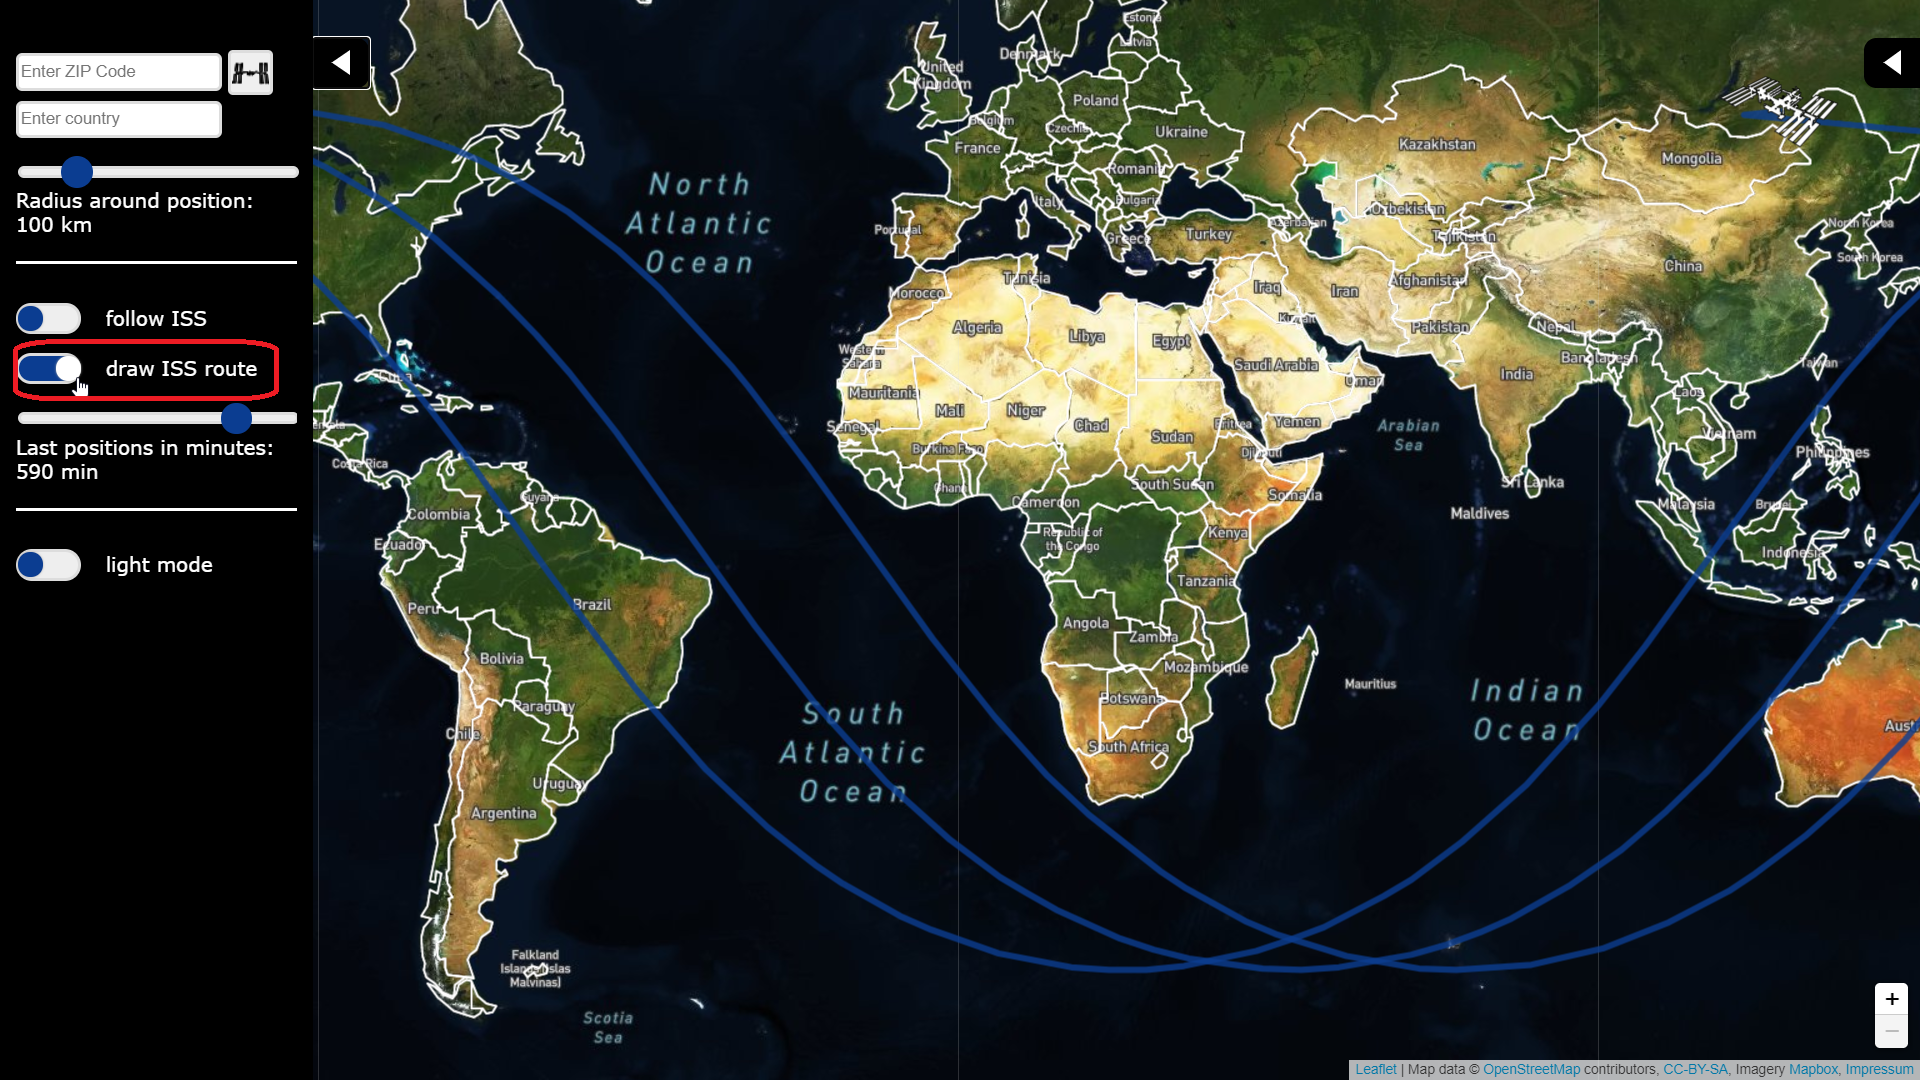 Enter ZIP Code
Enter country
Radius around position:
100 km
follow ISS
draw ISS route
Last positions in minutes:
590 min
light mode
Estonia
Latvia
Denmark
United
Kingdom
Poland
Belgium
Czechia
Ukraine
France
Kazakhstan
Mongolia
Romania
North
Atlantic
Ocean
Italy
Bulgaria
Uzbekistan
Portugal
Azerbaijan
North Korea
Greece
Turkey
Tajikistan
South Korea
China
Tunisia
Afghanistan
Morocco
Iraq
Iran
Kuwait
Algeria
Libya
Egypt
Pakistan
Nepal
Western
Sahara
Saudi Arabia
Bangladesh
Taiwan
Cuba
India
Oman
Mauritania
Laos
Mali
Niger
Chad
Sudan
Eritrea
Yemen
Arabian
Sea
Senegal
Vietnam
Burkina Faso
Djibouti
Philippines
Costa Rica
Ghana
South Sudan
Sri Lanka
Guyana
Cameroon
Somalia
Malaysia
Brunei
Colombia
Maldives
Republic of
the Congo
Kenya
Ecuador
Indonesia
Tanzania
Brazil
Peru
Angola
Zambia
Bolivia
Mozambique
Mauritius
Botswana
Indian
Ocean
Paraguay
South
Atlantic
Ocean
Chile
South Africa
Aust
Uruguay
Argentina
Falkland
Islands (Islas
Malvinas)
Scotia
Sea
+
−
Leaflet | Map data © OpenStreetMap contributors, CC-BY-SA, Imagery Mapbox, Impressum